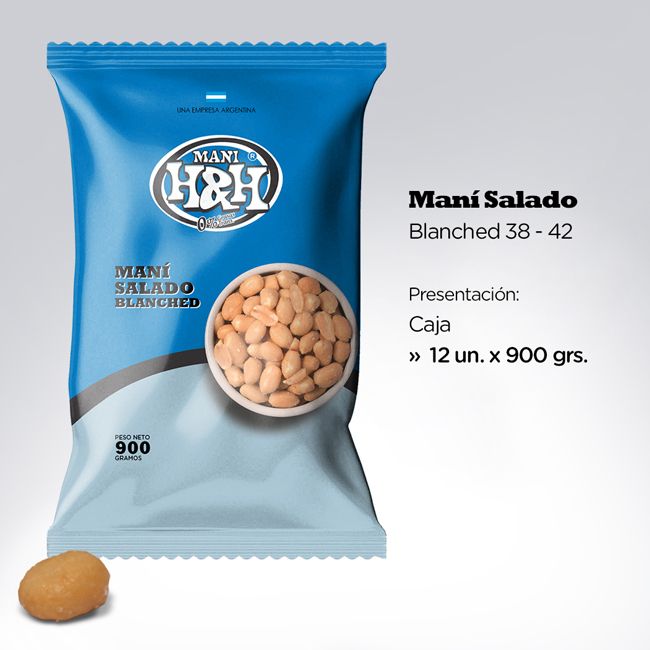 UNA EMPRESA ARGENTINA
MANI
H&H
®
MANÍ
SALADO
BLANCHED
PESO NETO
900
GRAMOS
Maní Salado
Blanched 38 - 42
Presentación:
Caja
» 12 un. x 900 grs.